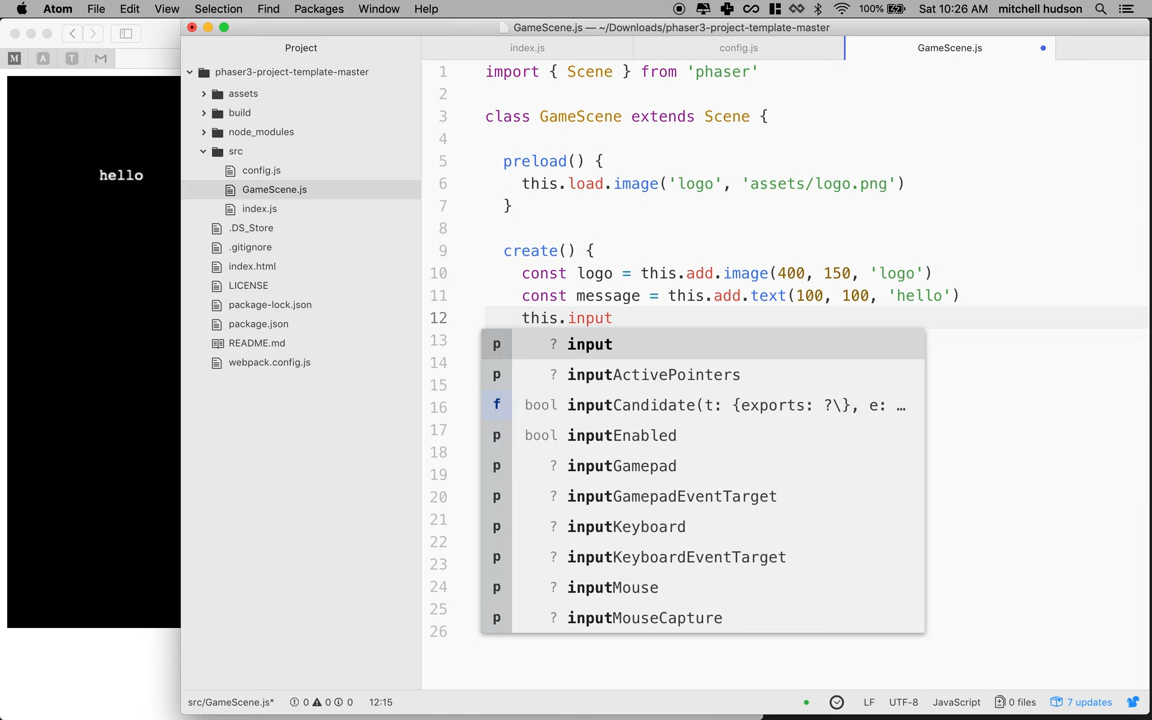 Atom File Edit View Selection Find Packages Window Help 100% Sat 10:26 AM mitchell hudson
GameScene.js — ~/Downloads/phaser3-project-template-master
M A T M
Project
index.js config.js GameScene.js
phaser3-project-template-master
assets
build
node_modules
src
config.js
GameScene.js
index.js
.DS_Store
.gitignore
index.html
LICENSE
package-lock.json
package.json
README.md
webpack.config.js
hello
1 import { Scene } from 'phaser'
2
3 class GameScene extends Scene {
4
5 preload() {
6 this.load.image('logo', 'assets/logo.png')
7 }
8
9 create() {
10 const logo = this.add.image(400, 150, 'logo')
11 const message = this.add.text(100, 100, 'hello')
12 this.input
13
14
15
16
17
18
19
20
21
22
23
24
25
26
p ? input
p ? inputActivePointers
f bool inputCandidate(t: {exports: ?\}, e: …
p bool inputEnabled
p ? inputGamepad
p ? inputGamepadEventTarget
p ? inputKeyboard
p ? inputKeyboardEventTarget
p ? inputMouse
p ? inputMouseCapture
src/GameScene.js* 0 0 0 12:15 LF UTF-8 JavaScript 0 files 7 updates